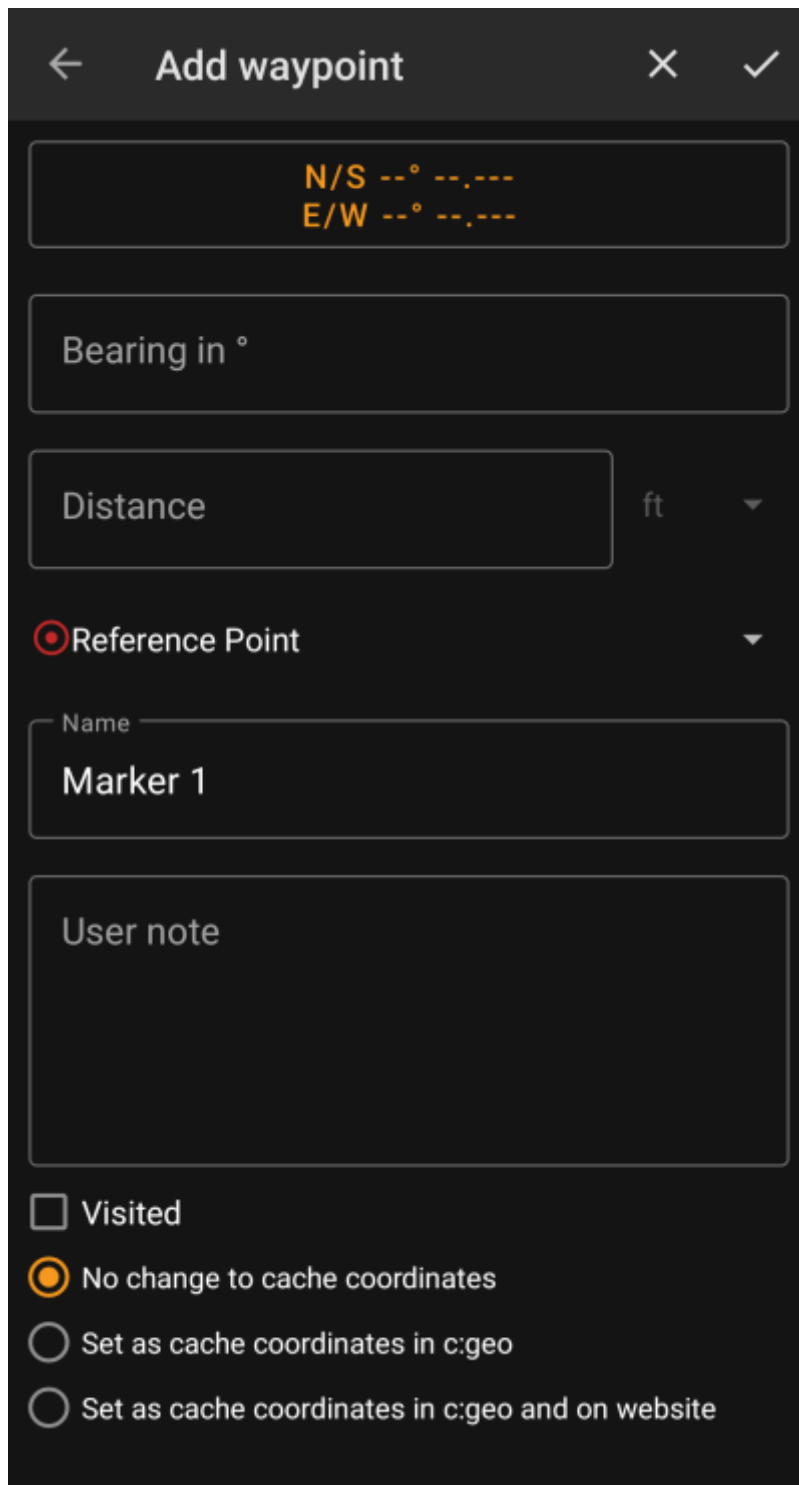 Add waypoint
N/S --° --.---
E/W --° --.---
Bearing in °
Distance
ft
Reference Point
Name
Marker 1
User note
Visited
No change to cache coordinates
Set as cache coordinates in c:geo
Set as cache coordinates in c:geo and on website